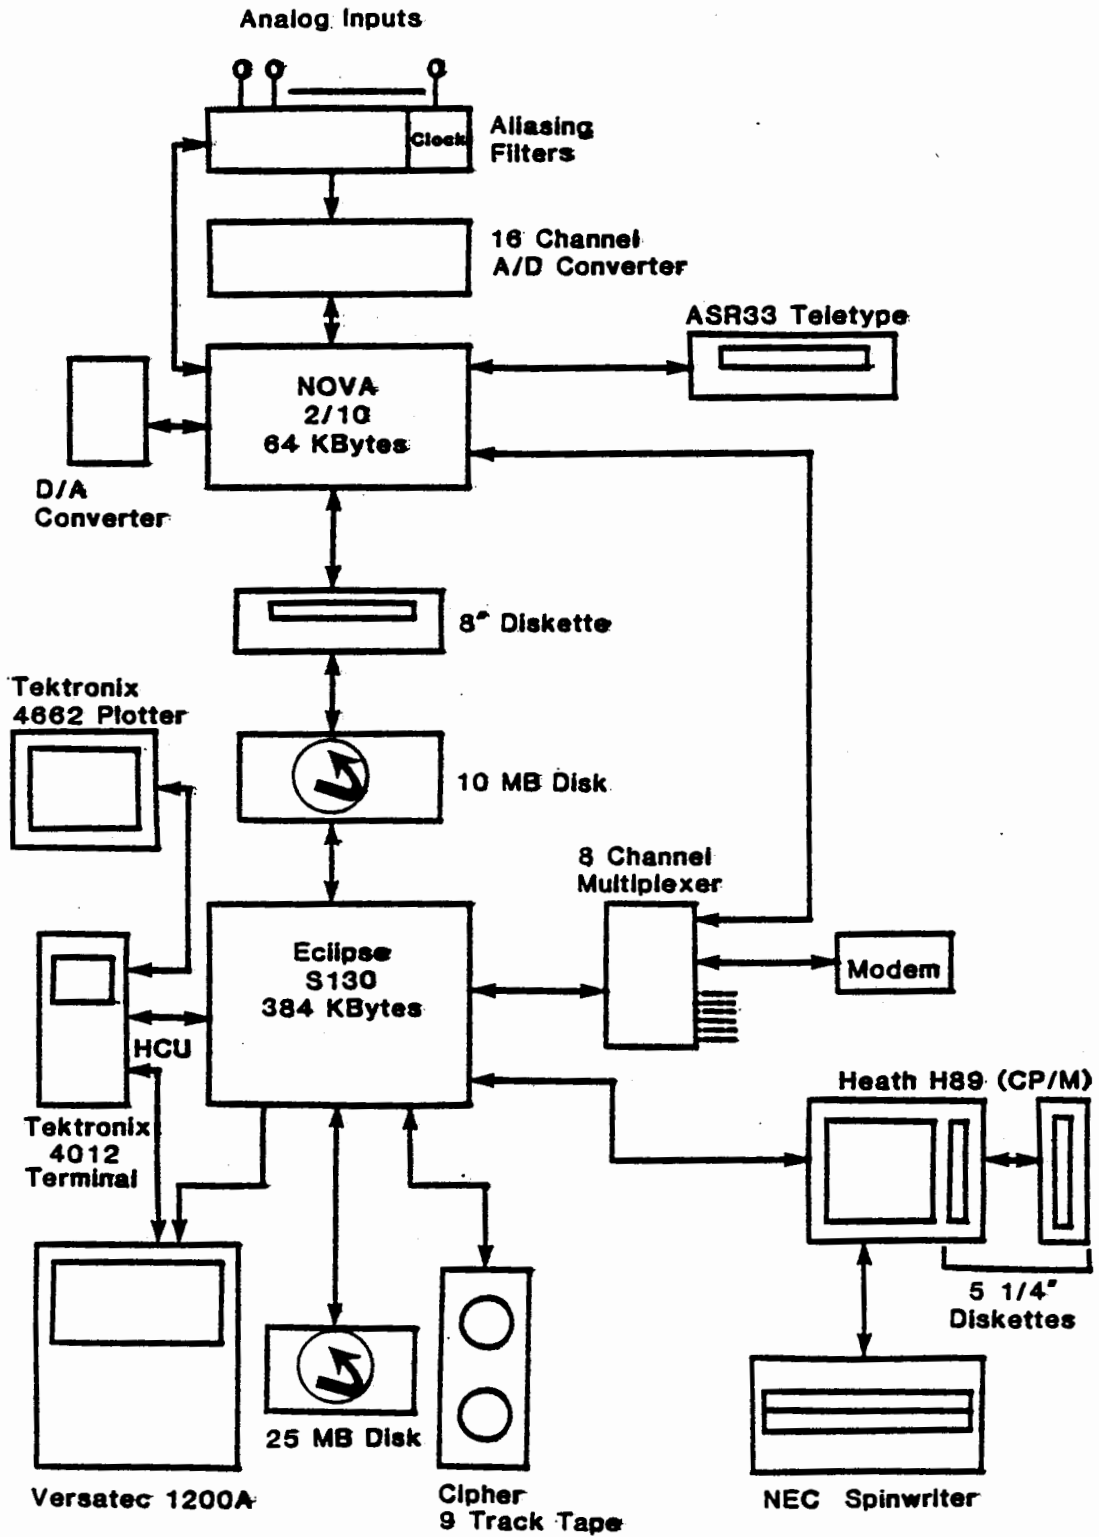 Analog Inputs
Clock
Aliasing
Filters
16 Channel
A/D Converter
ASR33 Teletype
NOVA
2/10
64 KBytes
D/A
Converter
8" Diskette
Tektronix
4662 Plotter
10 MB Disk
8 Channel
Multiplexer
Eclipse
S130
384 KBytes
Modem
HCU
Heath H89 (CP/M)
Tektronix
4012
Terminal
5 1/4"
Diskettes
25 MB Disk
Versatec 1200A
Cipher
9 Track Tape
NEC Spinwriter